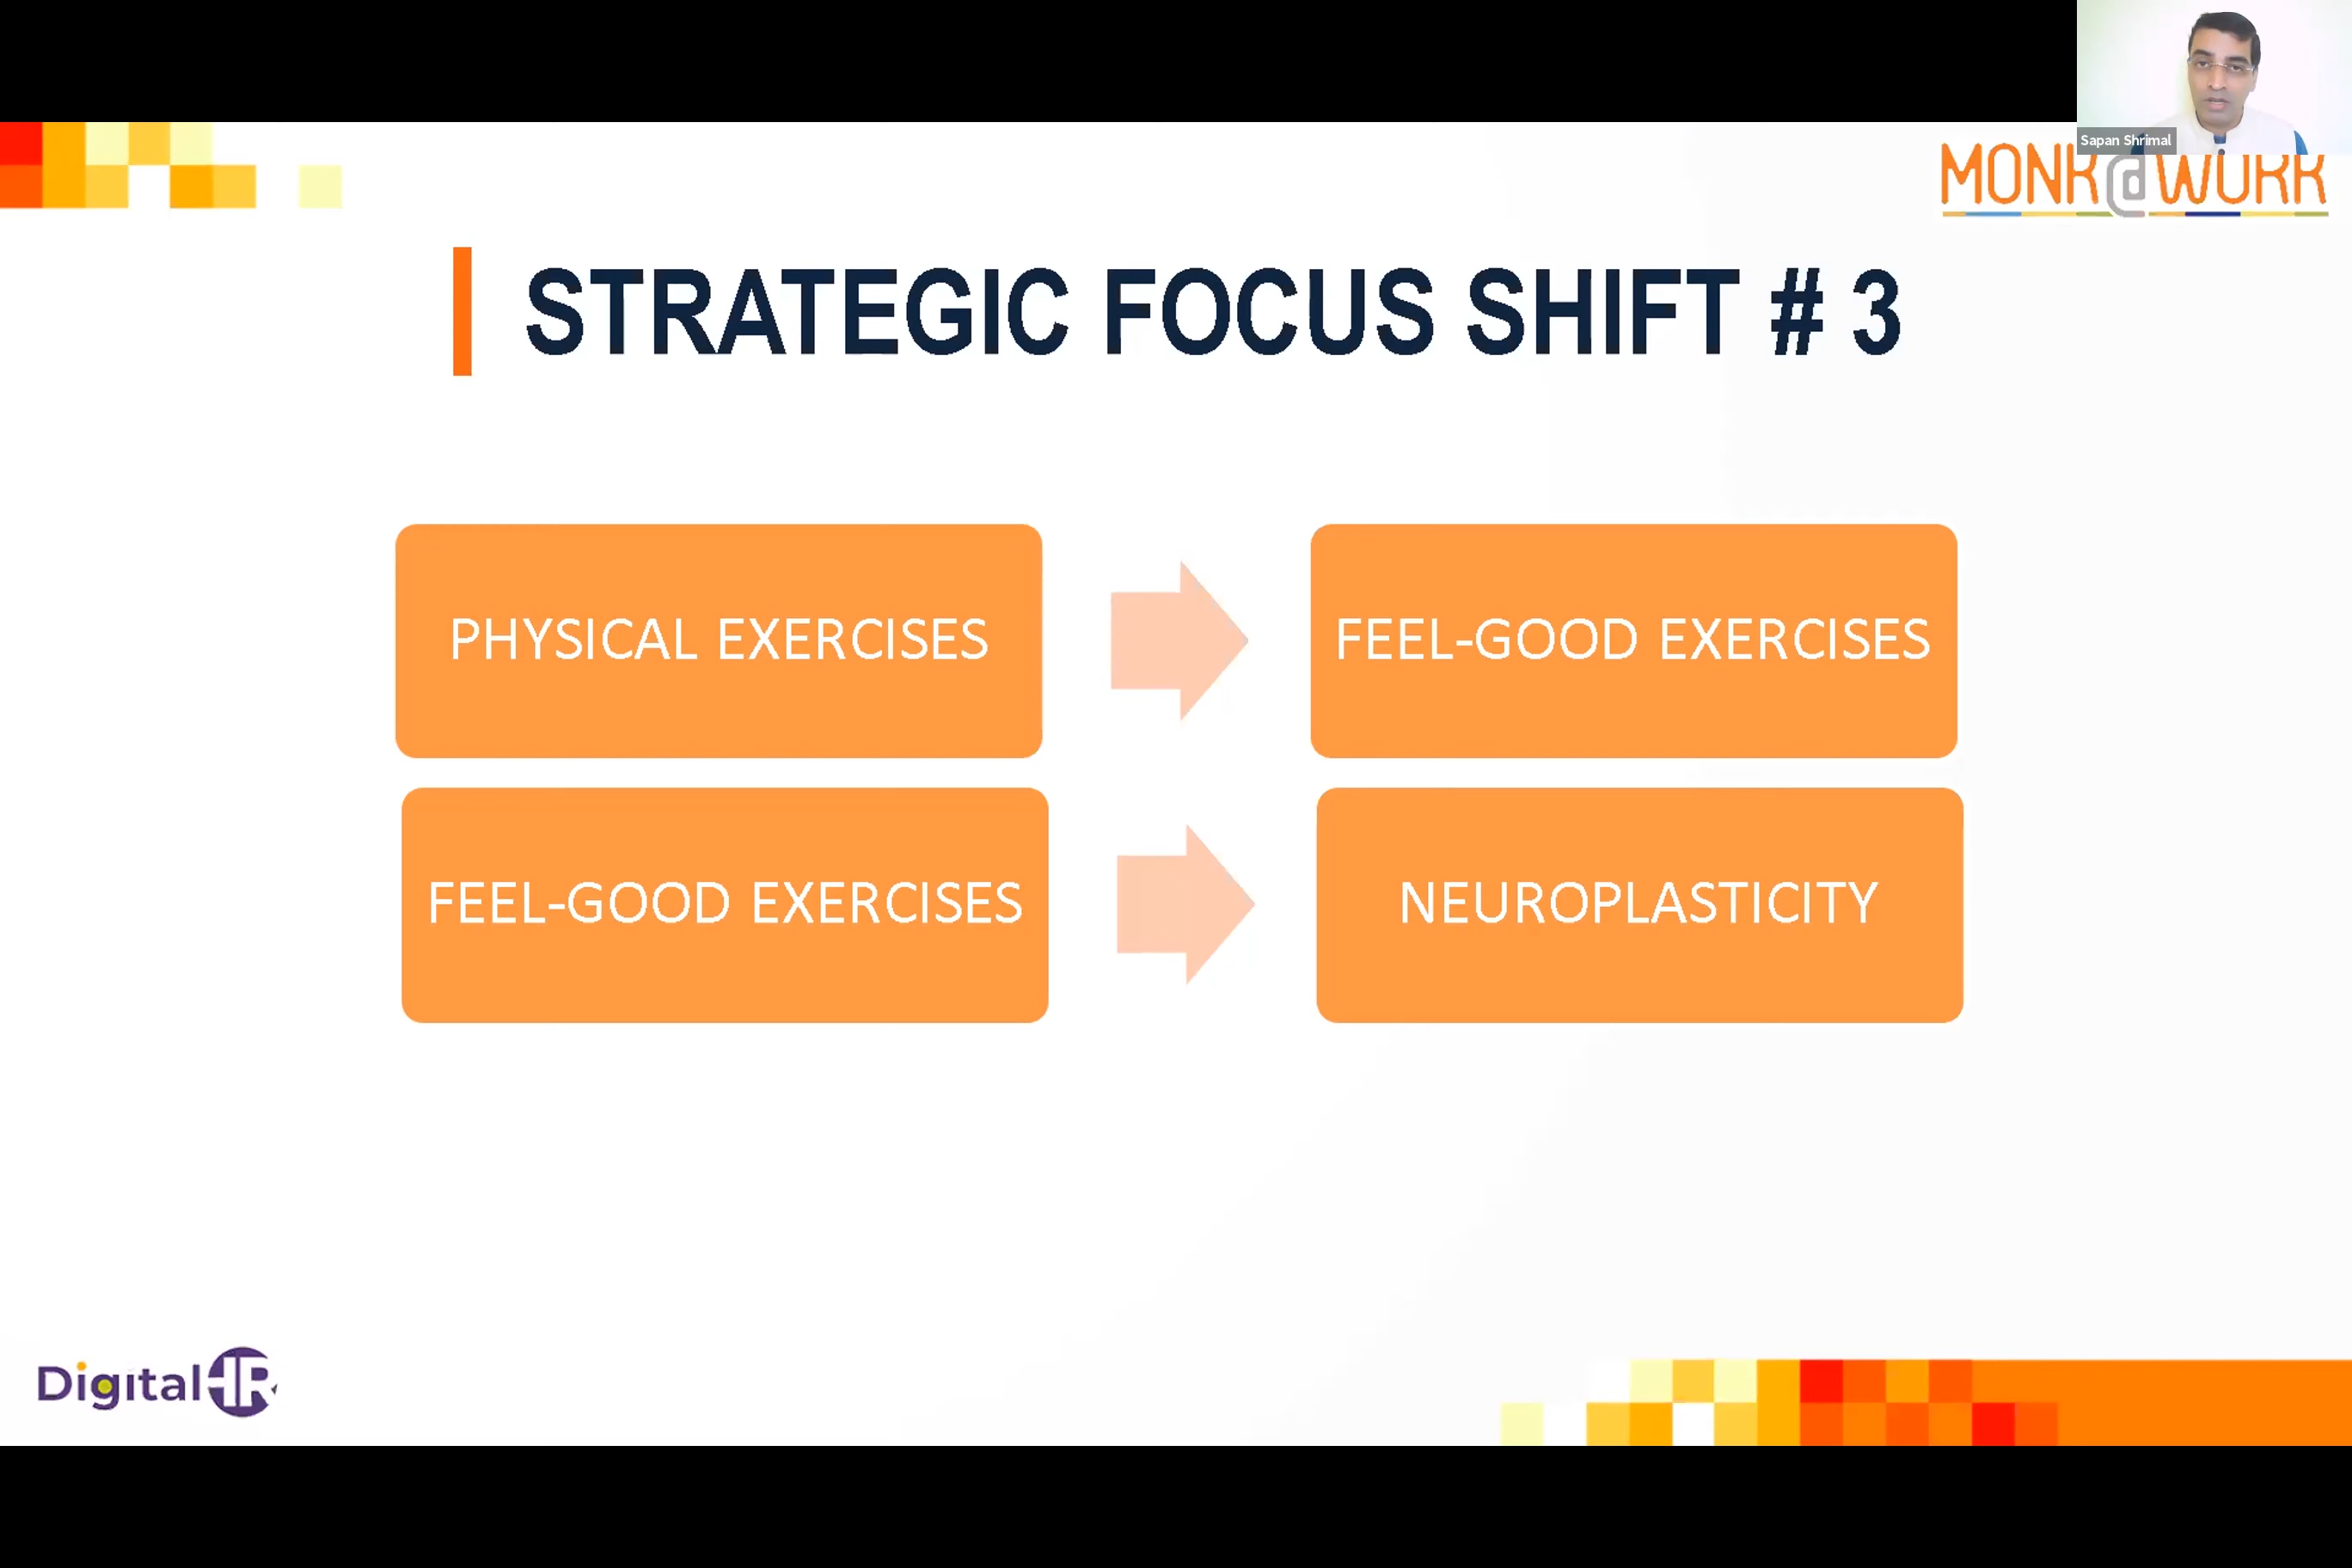 Sapan Shrimal
MONK@WORK
STRATEGIC FOCUS SHIFT # 3
PHYSICAL EXERCISES
FEEL-GOOD EXERCISES
FEEL-GOOD EXERCISES
NEUROPLASTICITY
DigitalHR